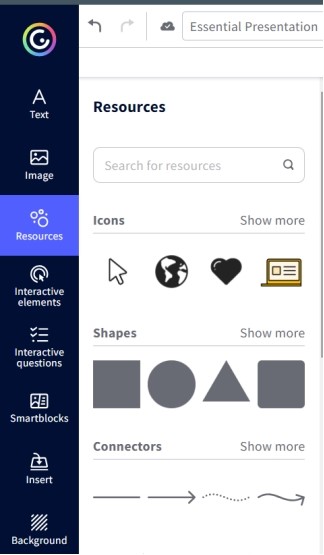 Essential Presentation
Text
Image
Resources
Interactive
elements
Interactive
questions
Smartblocks
Insert
Background
Resources
Search for resources
Icons Show more
Shapes Show more
Connectors Show more